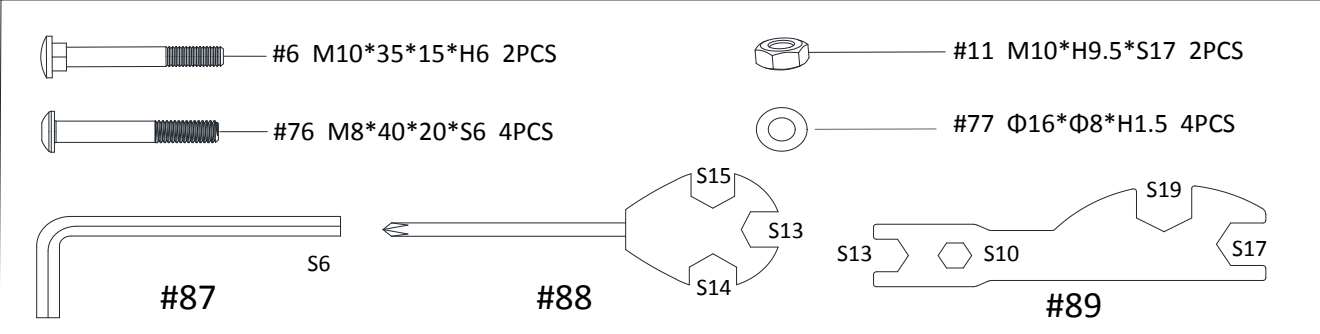 #6 M10*35*15*H6 2PCS
#11 M10*H9.5*S17 2PCS
#76 M8*40*20*S6 4PCS
#77 Φ16*Φ8*H1.5 4PCS
S6
#87
S15
S13
S14
#88
S13
S10
S19
S17
#89